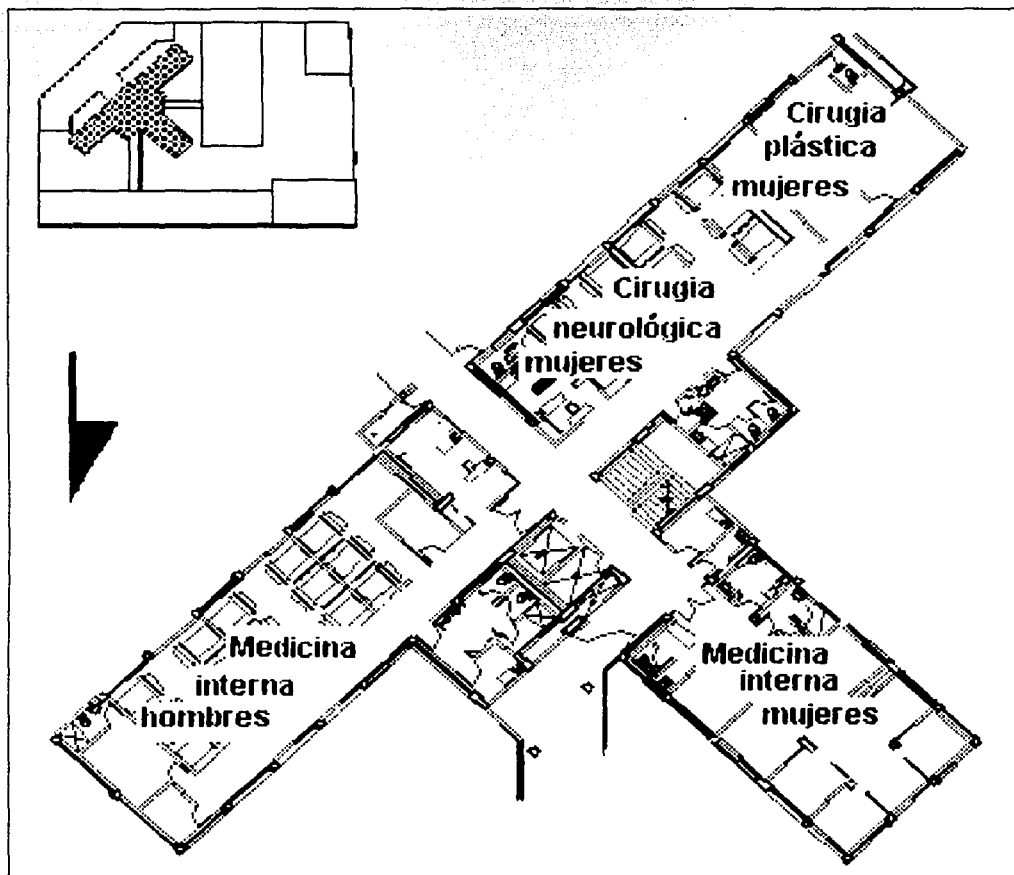 Cirugia
plástica
mujeres
Cirugia
neurológica
mujeres
Medicina
interna
hombres
Medicina
interna
mujeres